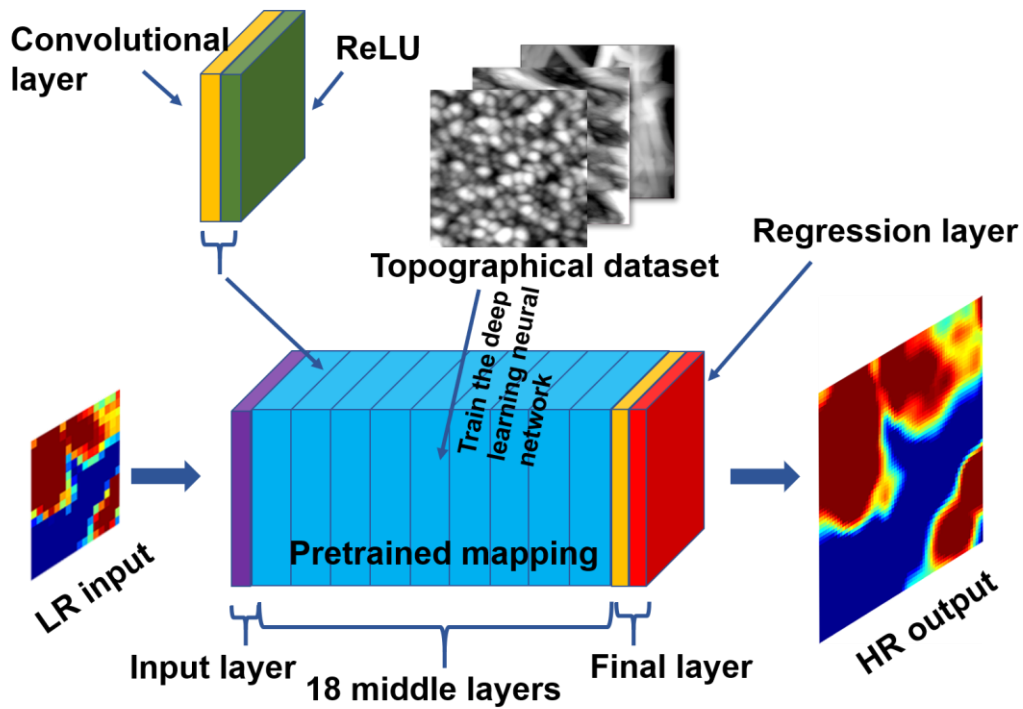 Convolutional
layer
ReLU
Topographical dataset
Regression layer
Train the deep
learning neural
network
Pretrained mapping
LR input
HR output
Input layer
18 middle layers
Final layer